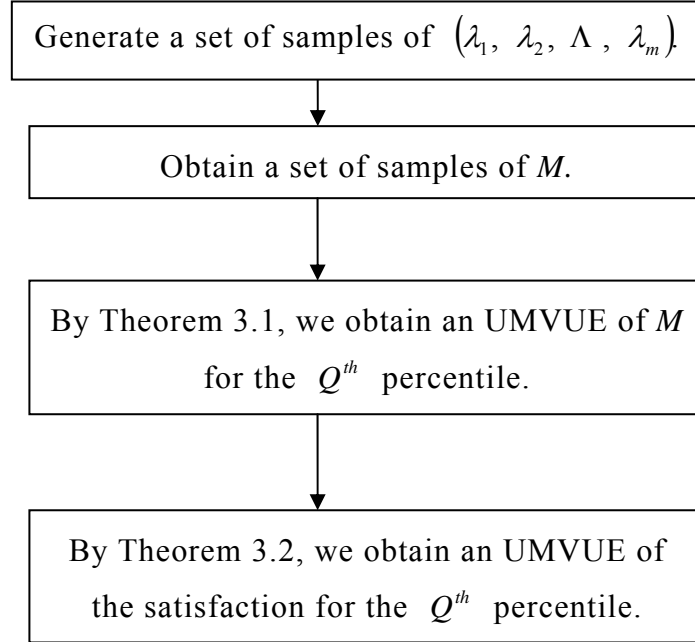 Generate a set of samples of (λ₁, λ₂, Λ , λₘ).
Obtain a set of samples of M.
By Theorem 3.1, we obtain an UMVUE of M
for the Qᵗʰ percentile.
By Theorem 3.2, we obtain an UMVUE of
the satisfaction for the Qᵗʰ percentile.